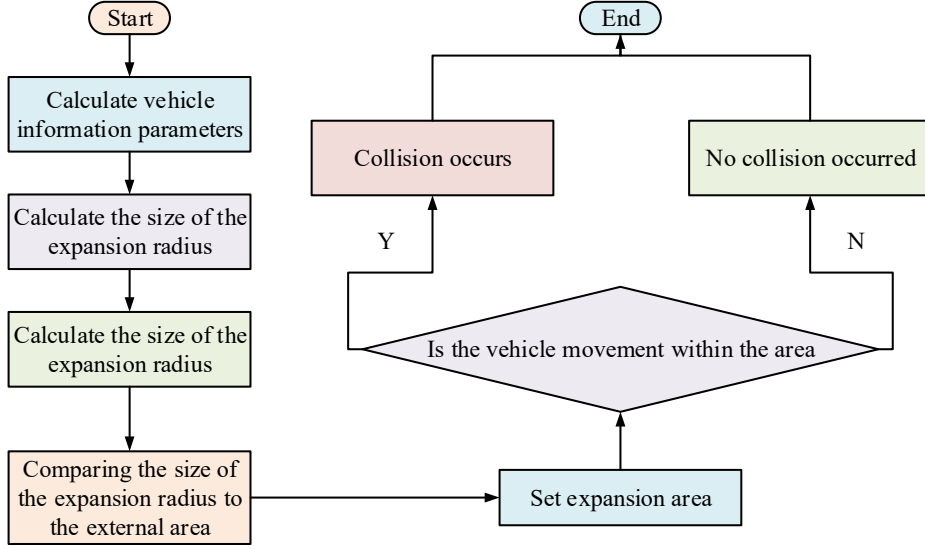 Start
Calculate vehicle
information parameters
Calculate the size of the
expansion radius
Calculate the size of the
expansion radius
Comparing the size of
the expansion radius to
the external area
Set expansion area
Is the vehicle movement within the area
Y
N
Collision occurs
No collision occurred
End